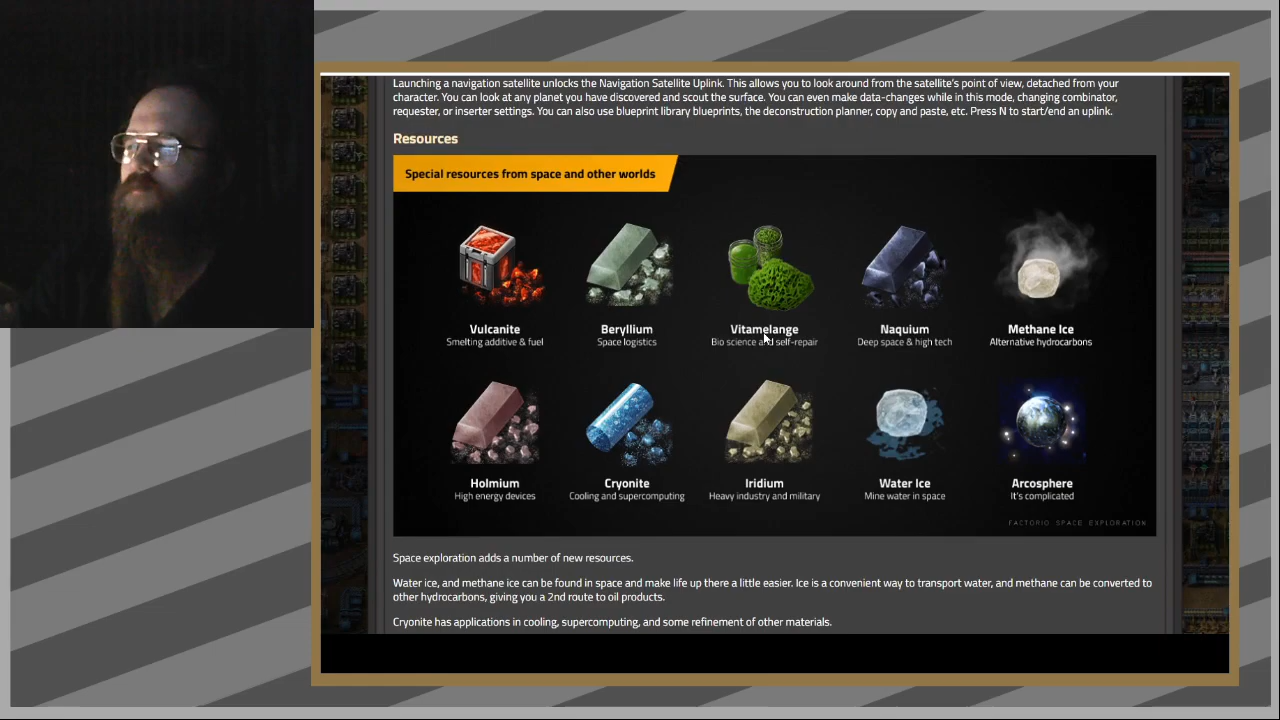 Launching a navigation satellite unlocks the Navigation Satellite Uplink. This allows you to look around from the satellite's point of view, detached from your
character. You can look at any planet you have discovered and scout the surface. You can even make data-changes while in this mode, changing combinator,
requester, or inserter settings. You can also use blueprint library blueprints, the deconstruction planner, copy and paste, etc. Press N to start/end an uplink.
Resources
Special resources from space and other worlds
Vulcanite
Smelting additive & fuel
Beryllium
Space logistics
Vitamelange
Bio science and self-repair
Naquium
Deep space & high tech
Methane Ice
Alternative hydrocarbons
Holmium
High energy devices
Cryonite
Cooling and supercomputing
Iridium
Heavy industry and military
Water Ice
Mine water in space
Arcosphere
It's complicated
FACTORIO SPACE EXPLORATION
Space exploration adds a number of new resources.
Water ice, and methane ice can be found in space and make life up there a little easier. Ice is a convenient way to transport water, and methane can be converted to
other hydrocarbons, giving you a 2nd route to oil products.
Cryonite has applications in cooling, supercomputing, and some refinement of other materials.